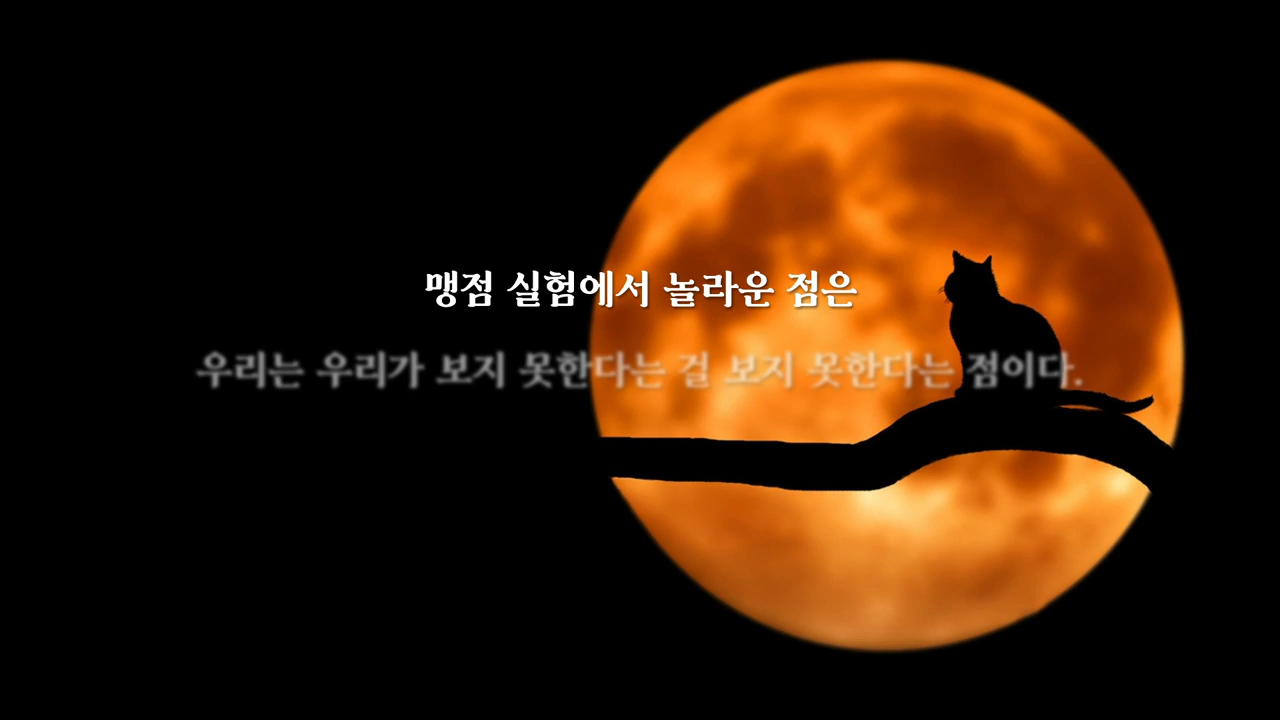 맹점 실험에서 놀라운 점은
우리는 우리가 보지 못한다는 걸 보지 못한다는 점이다.